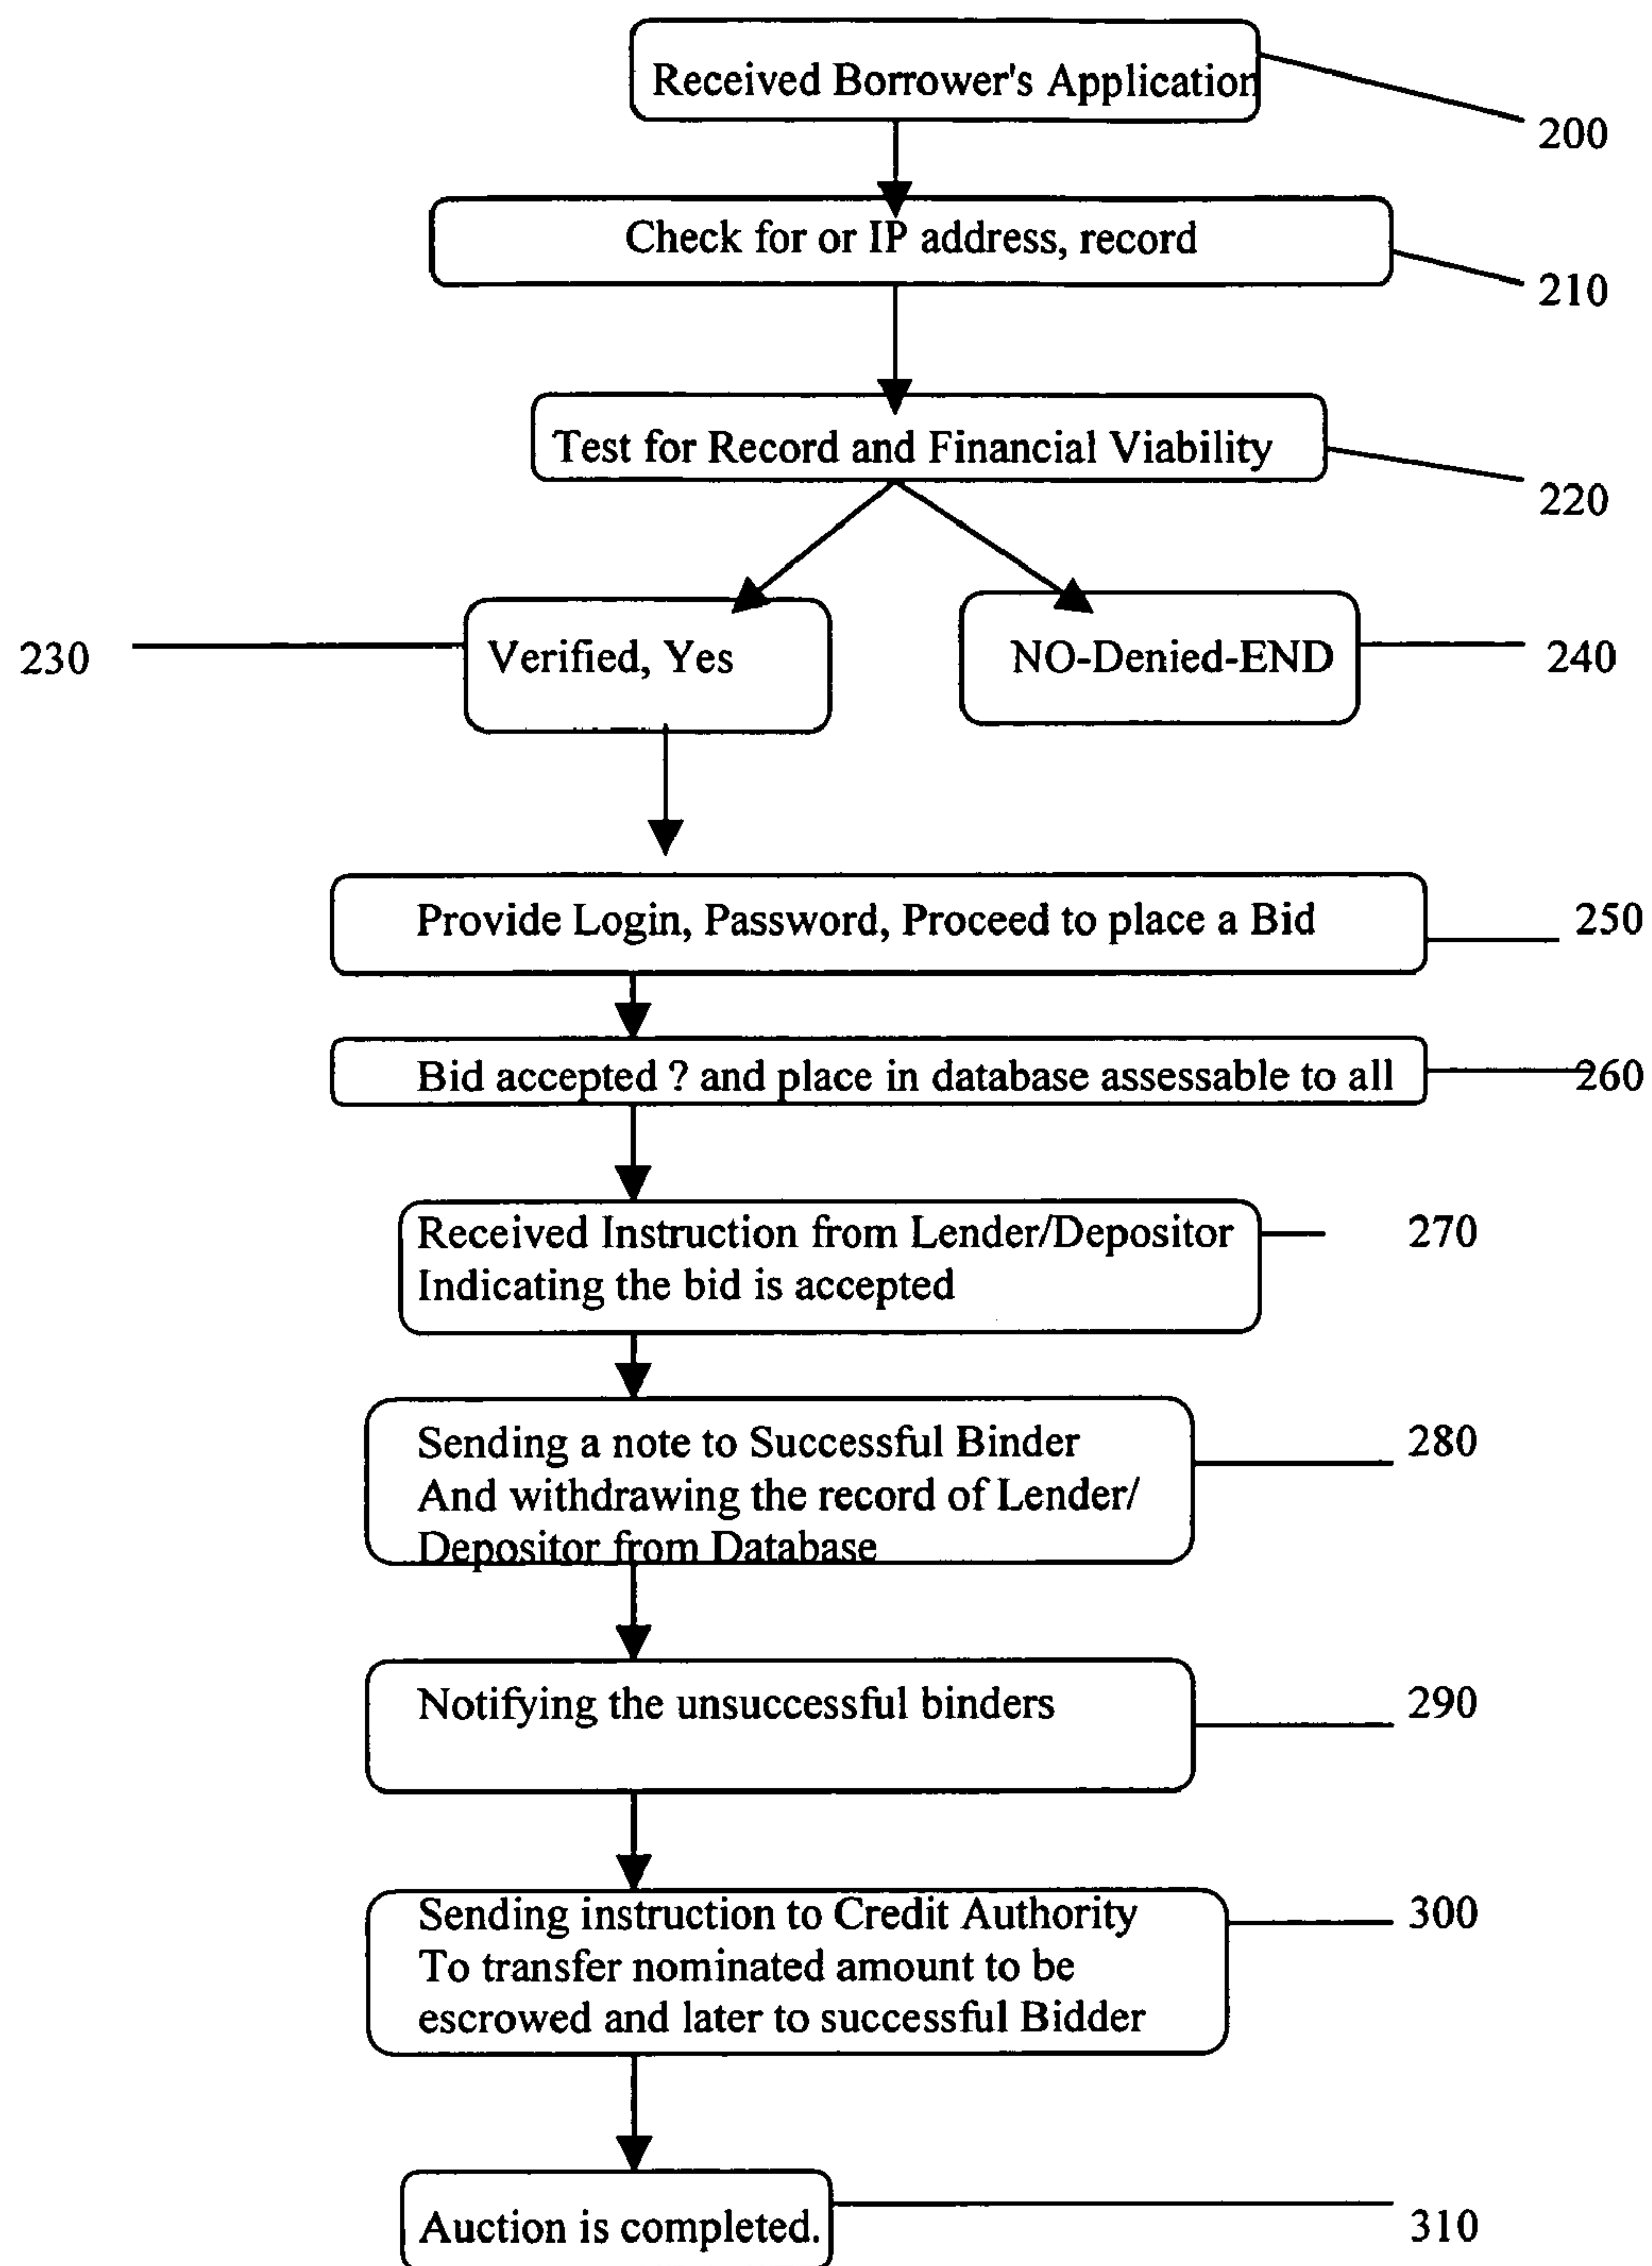 Received Borrower's Application
200
Check for or IP address, record
210
Test for Record and Financial Viability
220
230
Verified, Yes
NO-Denied-END
240
Provide Login, Password, Proceed to place a Bid
250
Bid accepted ? and place in database assessable to all
260
Received Instruction from Lender/Depositor
Indicating the bid is accepted
270
Sending a note to Successful Binder
And withdrawing the record of Lender/
Depositor from Database
280
Notifying the unsuccessful binders
290
Sending instruction to Credit Authority
To transfer nominated amount to be
escrowed and later to successful Bidder
300
Auction is completed.
310